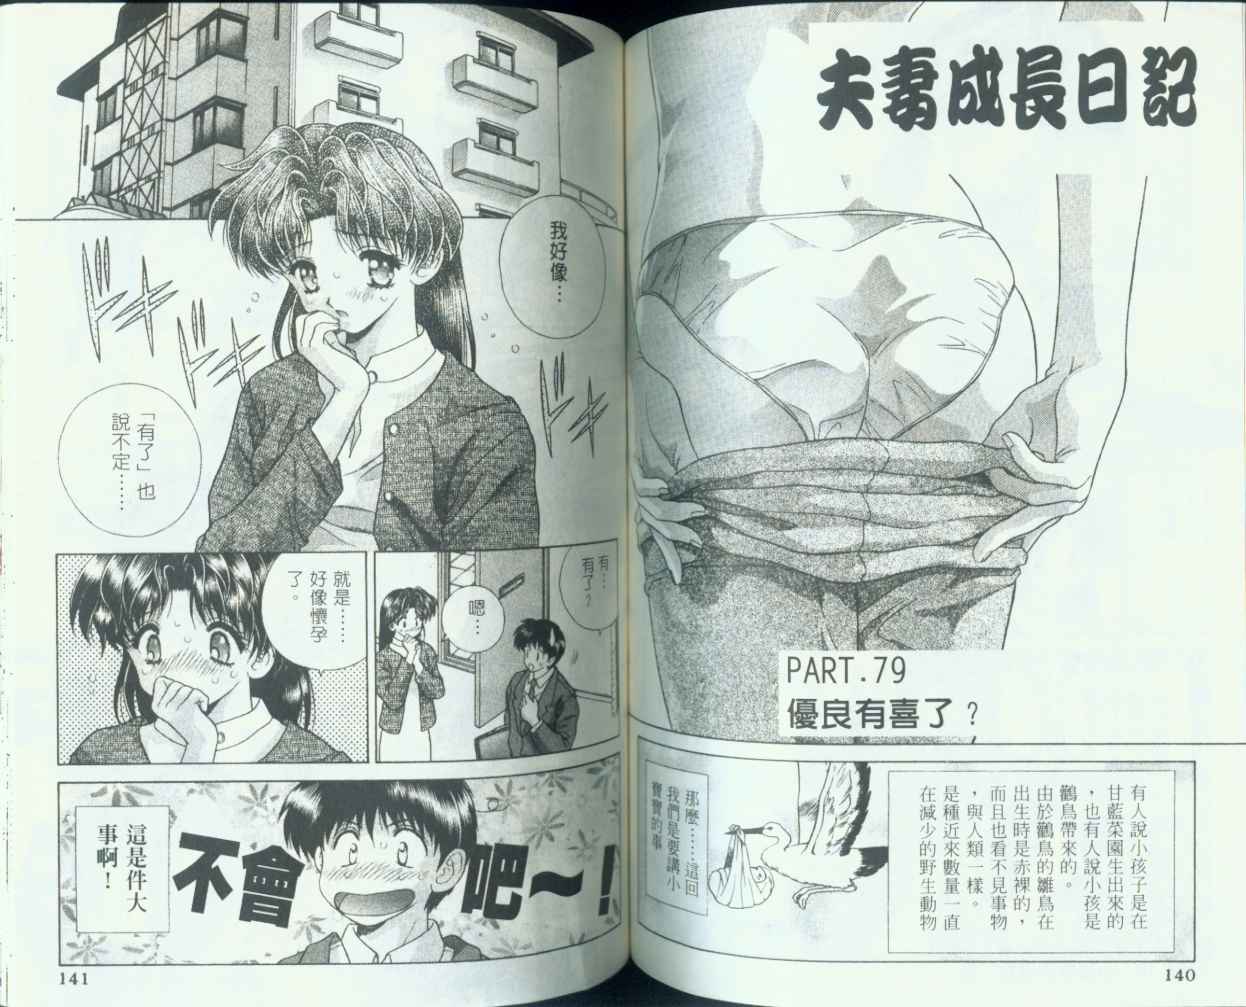 夫妻成長日記
PART.79
優良有喜了？
有人說小孩子是在
甘藍菜園生出來的
，也有人說小孩是
鸛鳥帶來的。
由於鸛鳥的雛鳥在
出生時是赤裸的，
而且也看不見事物
，與人類一樣。
是種近來數量一直
在減少的野生動物
那麼……這回
我們是要講小
寶寶的事
140
我好像…
ドキ
ドキ
ドキ
「有了」也
說不定……
有…
有了？
嗯…
就是……
好像懷孕
了。
不會吧～！
這是件大
事啊！
141